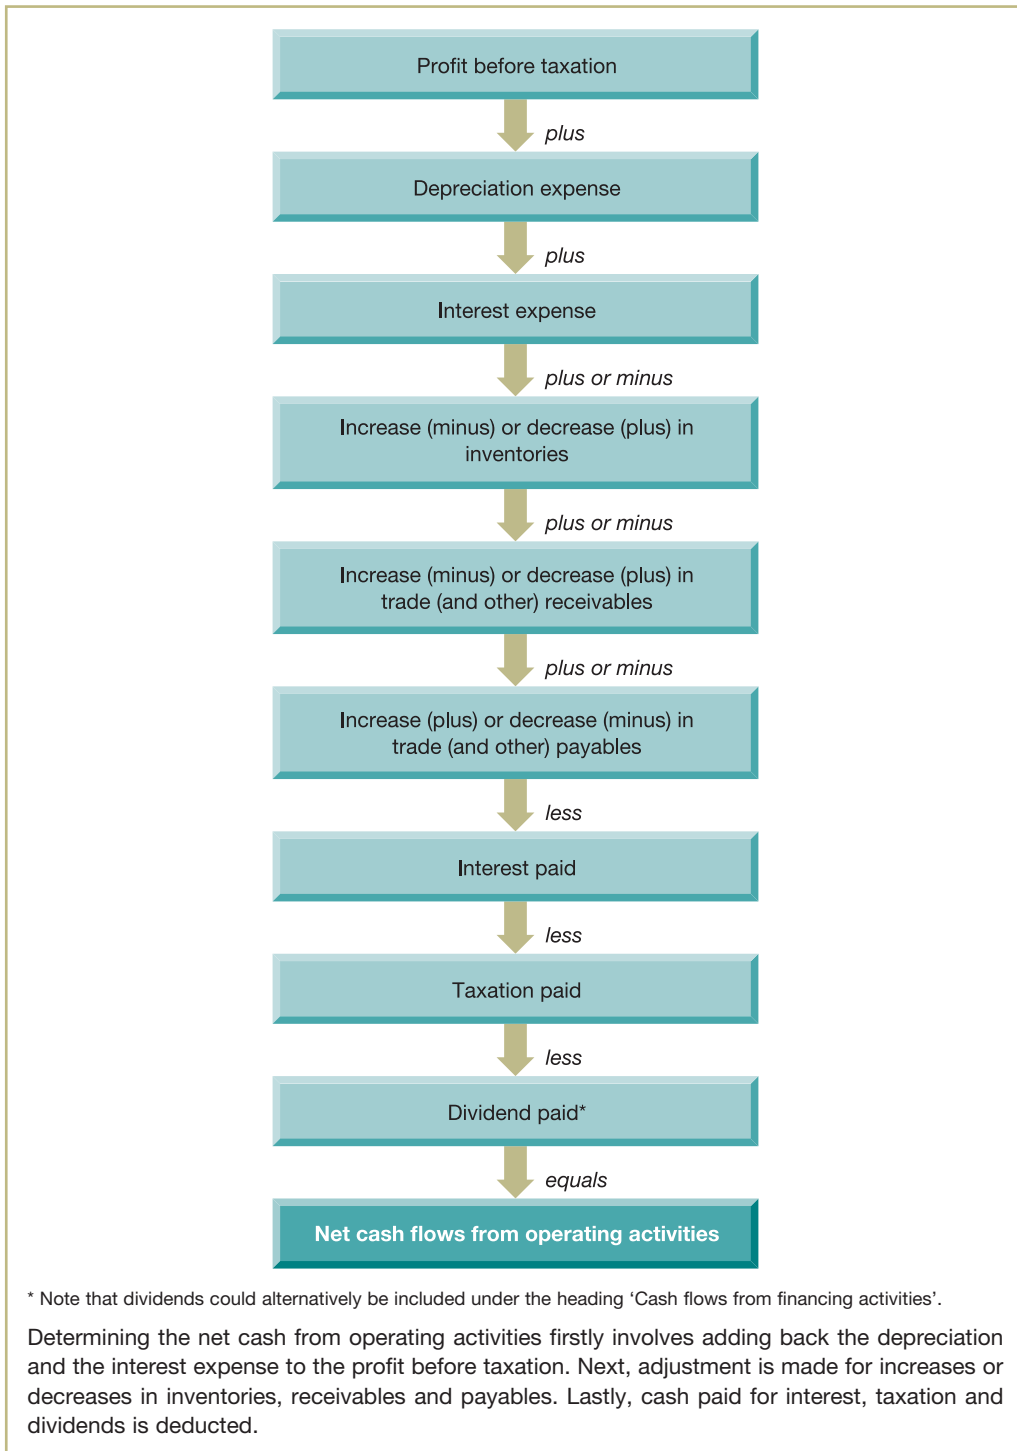 Profit before taxation
plus
Depreciation expense
plus
Interest expense
plus or minus
Increase (minus) or decrease (plus) in
inventories
plus or minus
Increase (minus) or decrease (plus) in
trade (and other) receivables
plus or minus
Increase (plus) or decrease (minus) in
trade (and other) payables
less
Interest paid
less
Taxation paid
less
Dividend paid*
equals
Net cash flows from operating activities
* Note that dividends could alternatively be included under the heading ‘Cash flows from financing activities’.
Determining the net cash from operating activities firstly involves adding back the depreciation
and the interest expense to the profit before taxation. Next, adjustment is made for increases or
decreases in inventories, receivables and payables. Lastly, cash paid for interest, taxation and
dividends is deducted.